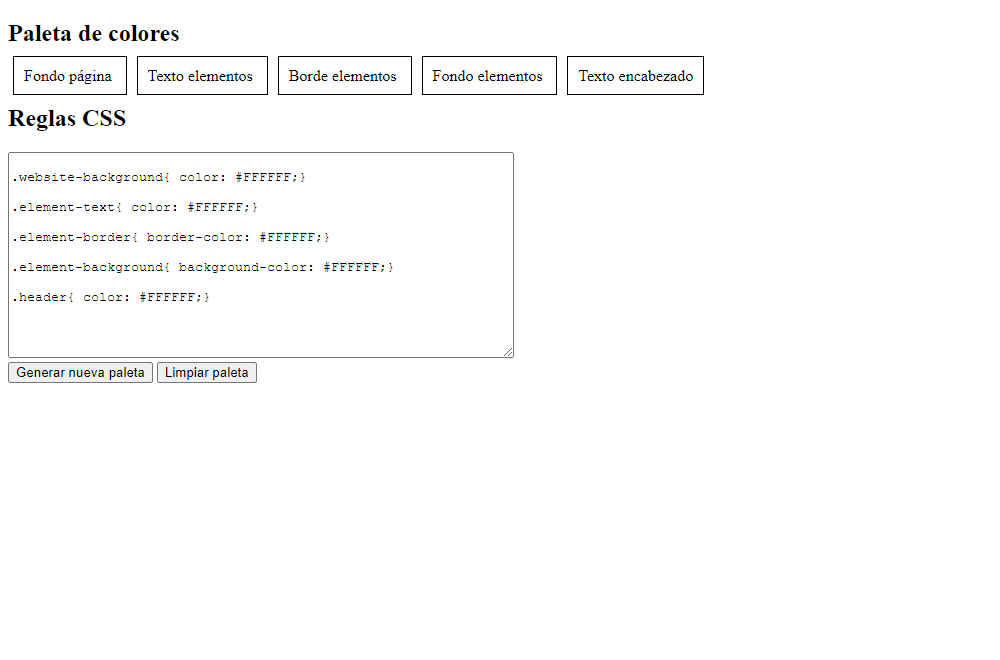 Paleta de colores
Fondo página Texto elementos Borde elementos Fondo elementos Texto encabezado
Reglas CSS
.website-background{ color: #FFFFFF;}
.element-text{ color: #FFFFFF;}
.element-border{ border-color: #FFFFFF;}
.element-background{ background-color: #FFFFFF;}
.header{ color: #FFFFFF;}
Generar nueva paleta Limpiar paleta